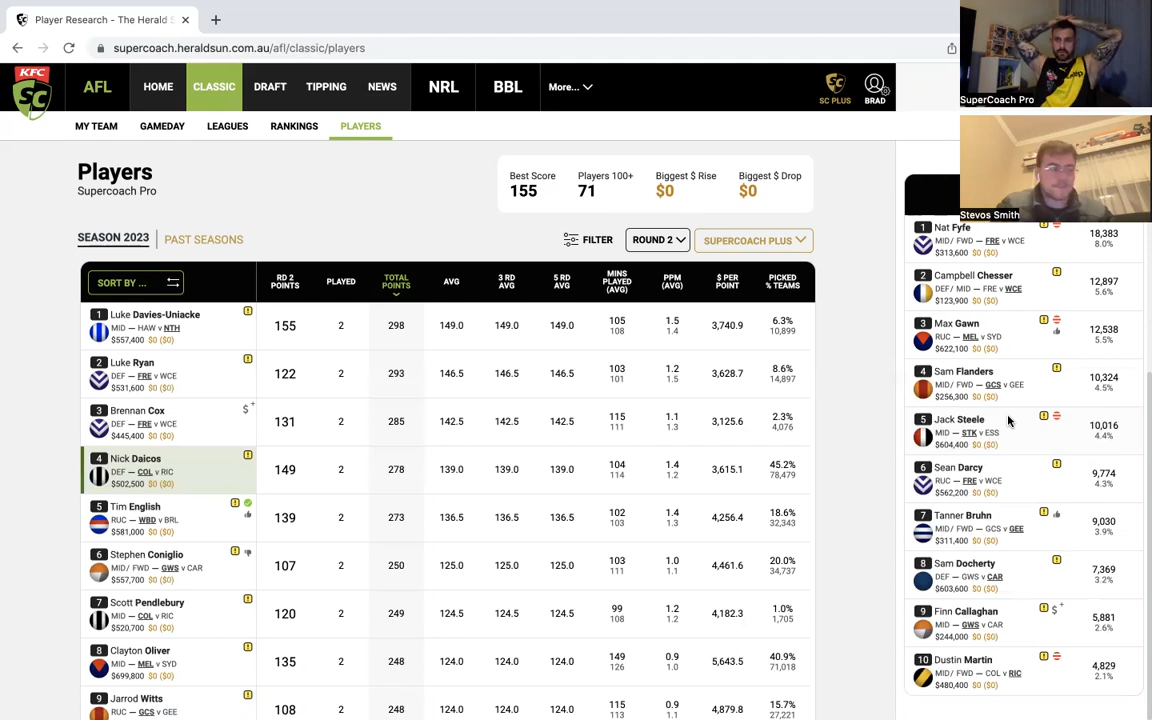 Player Research - The Herald S
supercoach.heraldsun.com.au/afl/classic/players
KFC
SC
AFL
HOME
CLASSIC
DRAFT
TIPPING
NEWS
NRL
BBL
More...
SC PLUS
BRAD
SuperCoach Pro
Stevos Smith
MY TEAM
GAMEDAY
LEAGUES
RANKINGS
PLAYERS
Players
Supercoach Pro
Best Score
155
Players 100+
71
Biggest $ Rise
$0
Biggest $ Drop
$0
SEASON 2023
PAST SEASONS
FILTER
ROUND 2
SUPERCOACH PLUS
SORT BY ...
RD 2 POINTS
PLAYED
TOTAL POINTS
AVG
3 RD AVG
5 RD AVG
MINS PLAYED (AVG)
PPM (AVG)
$ PER POINT
PICKED % TEAMS
1 Luke Davies-Uniacke
MID — HAW v NTH
$557,400 $0 ($0)
155 2 298 149.0 149.0 149.0 105 1.5 3,740.9 6.3%
108 1.4 10,899
2 Luke Ryan
DEF — FRE v WCE
$531,600 $0 ($0)
122 2 293 146.5 146.5 146.5 103 1.2 3,628.7 8.6%
101 1.5 14,897
3 Brennan Cox
DEF — FRE v WCE
$445,400 $0 ($0)
131 2 285 142.5 142.5 142.5 115 1.1 3,125.6 2.3%
111 1.3 4,076
4 Nick Daicos
DEF — COL v RIC
$502,500 $0 ($0)
149 2 278 139.0 139.0 139.0 104 1.4 3,615.1 45.2%
114 1.2 78,479
5 Tim English
RUC — WBD v BRL
$581,000 $0 ($0)
139 2 273 136.5 136.5 136.5 102 1.4 4,256.4 18.6%
103 1.3 32,343
6 Stephen Coniglio
MID/ FWD — GWS v CAR
$557,700 $0 ($0)
107 2 250 125.0 125.0 125.0 103 1.0 4,461.6 20.0%
111 1.1 34,737
7 Scott Pendlebury
MID — COL v RIC
$520,700 $0 ($0)
120 2 249 124.5 124.5 124.5 99 1.2 4,182.3 1.0%
108 1.2 1,705
8 Clayton Oliver
MID — MEL v SYD
$699,800 $0 ($0)
135 2 248 124.0 124.0 124.0 149 0.9 5,643.5 40.9%
126 1.0 71,018
9 Jarrod Witts
RUC — GCS v GEE
108 2 248 124.0 124.0 124.0 115 0.9 4,879.8 15.7%
113 1.1 27,221
1 Nat Fyfe
MID/ FWD — FRE v WCE
$313,600 $0 ($0)
18,383
8.0%
2 Campbell Chesser
DEF/ MID — FRE v WCE
$123,900 $0 ($0)
12,897
5.6%
3 Max Gawn
RUC — MEL v SYD
$622,100 $0 ($0)
12,538
5.5%
4 Sam Flanders
MID/ FWD — GCS v GEE
$256,300 $0 ($0)
10,324
4.5%
5 Jack Steele
MID — STK v ESS
$604,400 $0 ($0)
10,016
4.4%
6 Sean Darcy
RUC — FRE v WCE
$562,200 $0 ($0)
9,774
4.3%
7 Tanner Bruhn
MID/ FWD — GCS v GEE
$311,400 $0 ($0)
9,030
3.9%
8 Sam Docherty
DEF — GWS v CAR
$603,600 $0 ($0)
7,369
3.2%
9 Finn Callaghan
MID — GWS v CAR
$244,000 $0 ($0)
5,881
2.6%
10 Dustin Martin
MID/ FWD — COL v RIC
$480,400 $0 ($0)
4,829
2.1%